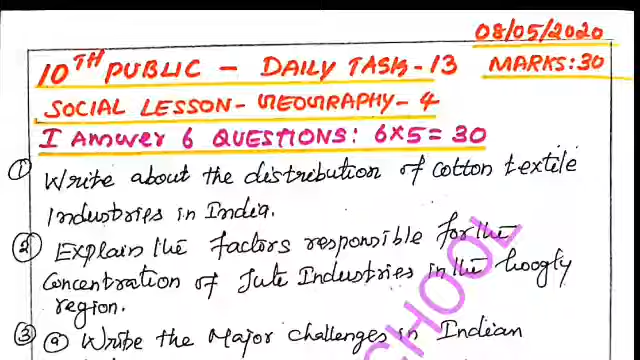 08/05/2020
10TH PUBLIC - DAILY TASK-13 MARKS:30
SOCIAL LESSON-GEOGRAPHY-4
I Answer 6 QUESTIONS: 6×5=30
① Write about the distribution of cotton textile
Industries in India.
② Explain the factors responsible for the
Concentration of Jute Industries in the hoogly
region.
③ ⓐ Write the Major challenges in Indian
SCHOOL